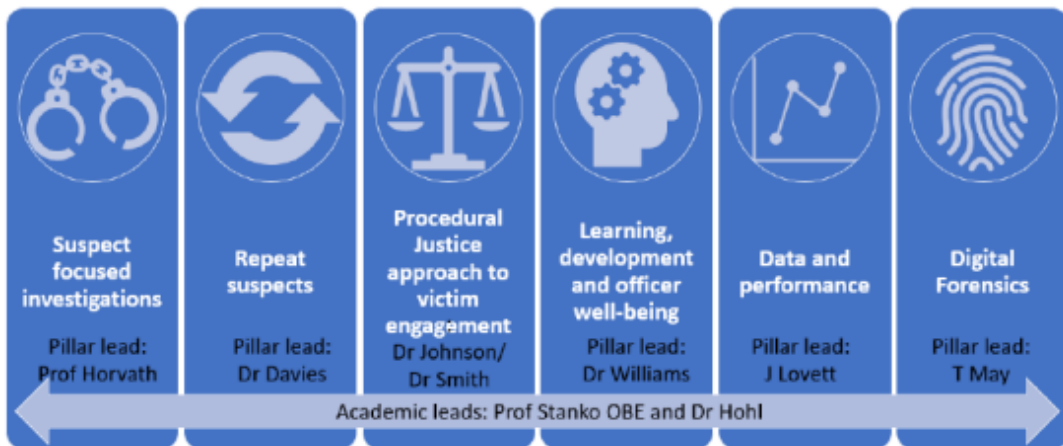 Suspect
focused
investigations
Pillar lead:
Prof Horvath
Repeat
suspects
Pillar lead:
Dr Davies
Procedural
Justice
approach to
victim
engagement
Dr Johnson/
Dr Smith
Learning,
development
and officer
well-being
Pillar lead:
Dr Williams
Data and
performance
Pillar lead:
J Lovett
Digital
Forensics
Pillar lead:
T May
Academic leads: Prof Stanko OBE and Dr Hohl